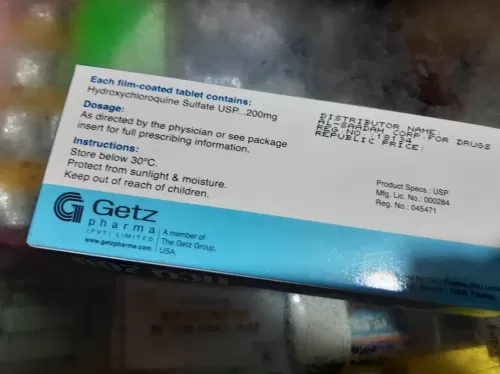 Each film-coated tablet contains:
Hydroxychloroquine Sulfate USP...200mg
Dosage:
As directed by the physician or see package
insert for full prescribing information.
Instructions:
Store below 30°C.
Protect from sunlight & moisture.
Keep out of reach of children.
Getz
pharma
(PVT) LIMITED
www.getzpharma.com
A member of
The Getz Group,
USA.
DISTRIBUTOR NAME:
AL-SAADAH CORP FOR DRUGS
REG NO.:
REPUBLIC PRICE:
Product Specs.: USP
Mfg. Lic. No.: 000284
Reg. No.: 045471